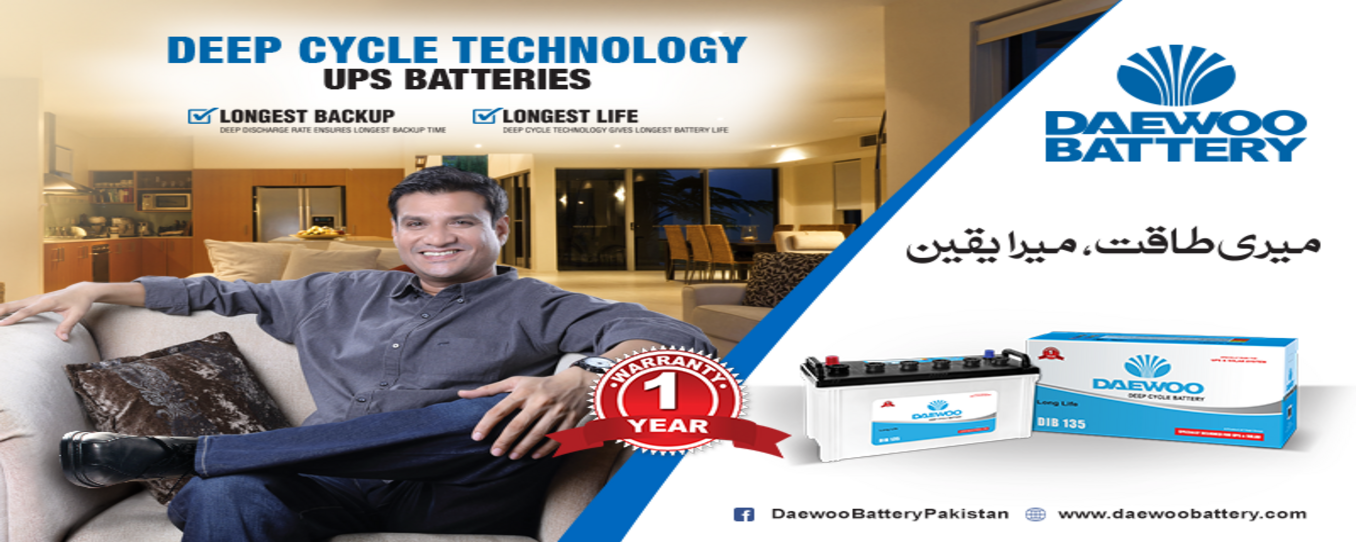 DEEP CYCLE TECHNOLOGY
UPS BATTERIES
LONGEST BACKUP
DEEP DISCHARGE RATE ENSURES LONGEST BACKUP TIME
LONGEST LIFE
DEEP CYCLE TECHNOLOGY GIVES LONGEST BATTERY LIFE
DAEWOO
BATTERY
میری طاقت، میرا یقین
WARRANTY
1
YEAR
DAEWOO
DIB 135
DAEWOO
DEEP CYCLE BATTERY
Long Life
DIB 135
DaewooBatteryPakistan
www.daewoobattery.com